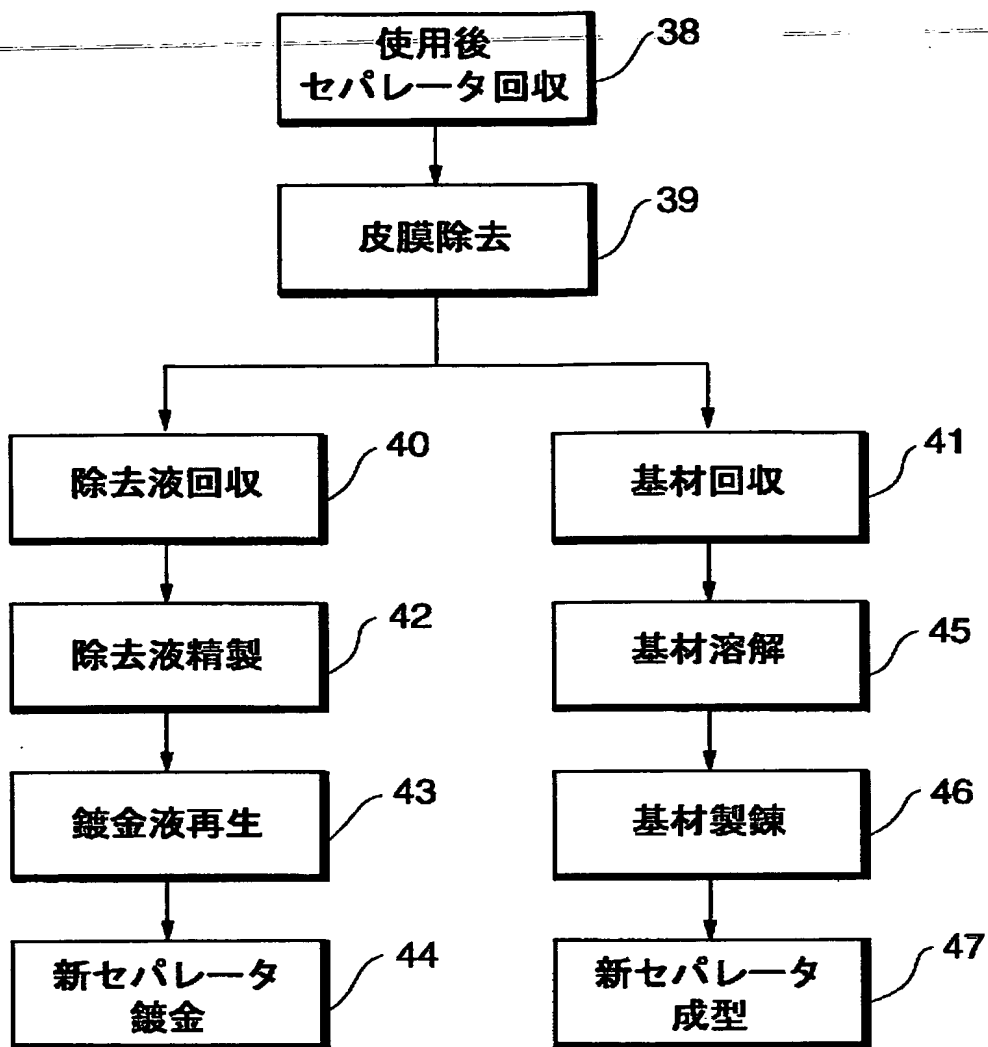 使用後
セパレータ回収
38
皮膜除去
39
除去液回収
40
基材回収
41
除去液精製
42
基材溶解
45
鍍金液再生
43
基材製錬
46
新セパレータ
鍍金
44
新セパレータ
成型
47